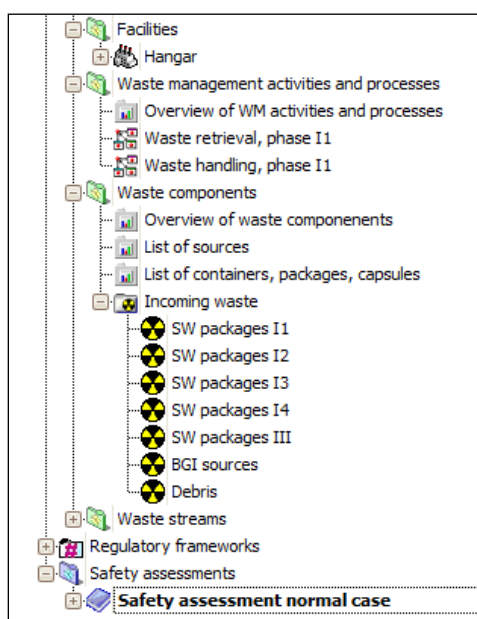 Facilities
Hangar
Waste management activities and processes
Overview of WM activities and processes
Waste retrieval, phase I1
Waste handling, phase I1
Waste components
Overview of waste componenents
List of sources
List of containers, packages, capsules
Incoming waste
SW packages I1
SW packages I2
SW packages I3
SW packages I4
SW packages III
BGI sources
Debris
Waste streams
Regulatory frameworks
Safety assessments
Safety assessment normal case